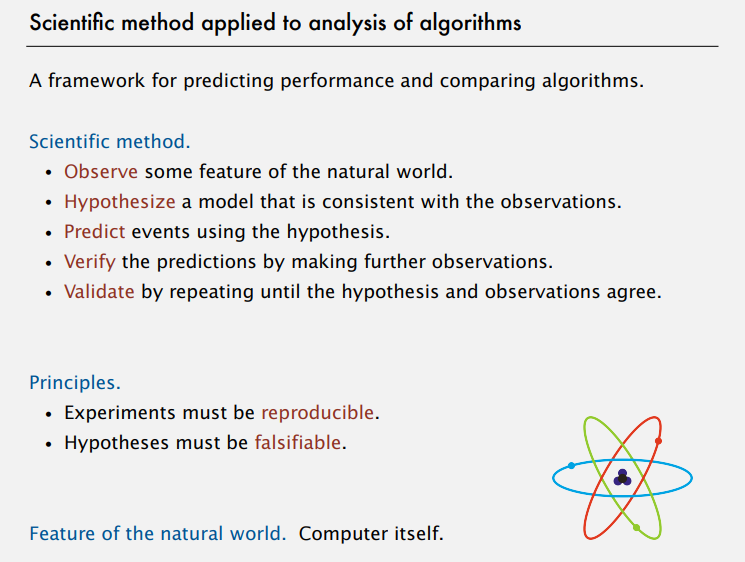 Scientific method applied to analysis of algorithms
A framework for predicting performance and comparing algorithms.
Scientific method.
• Observe some feature of the natural world.
• Hypothesize a model that is consistent with the observations.
• Predict events using the hypothesis.
• Verify the predictions by making further observations.
• Validate by repeating until the hypothesis and observations agree.
Principles.
• Experiments must be reproducible.
• Hypotheses must be falsifiable.
Feature of the natural world. Computer itself.